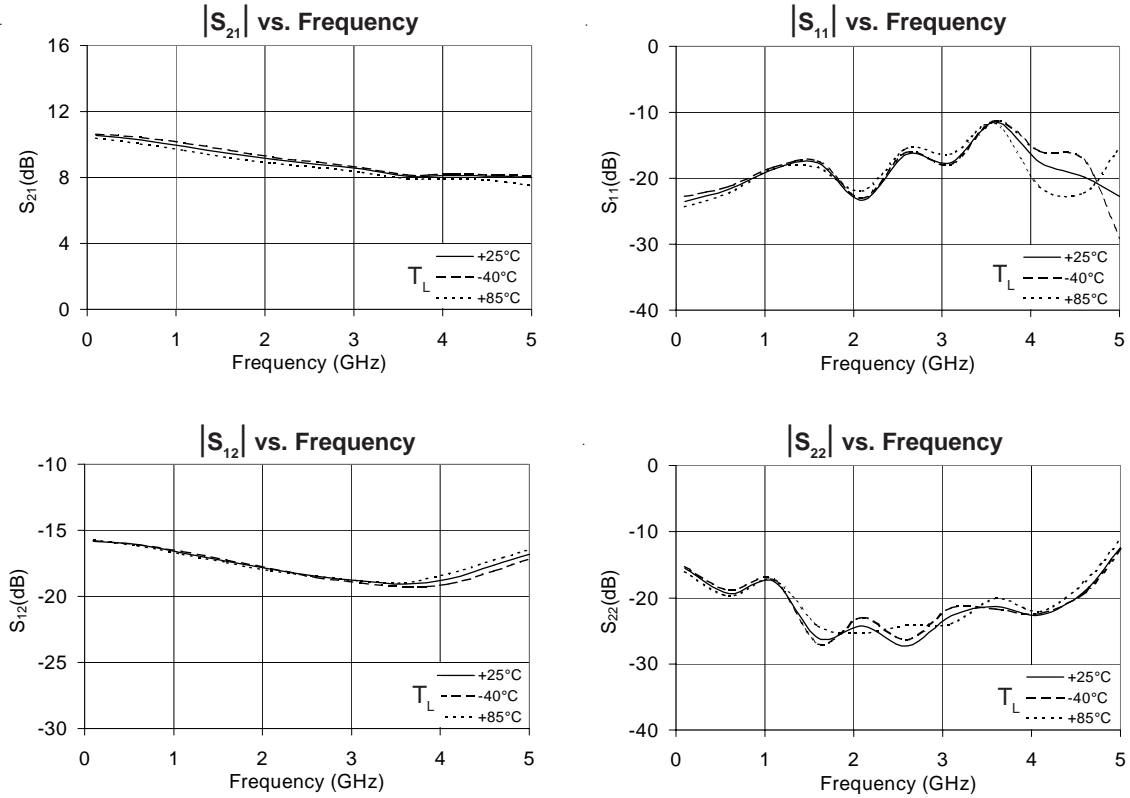 |S21| vs. Frequency
16
12
8
4
0
S21(dB)
TL
+25°C
-40°C
+85°C
0 1 2 3 4 5
Frequency (GHz)
|S11| vs. Frequency
0
-10
-20
-30
-40
S11(dB)
TL
+25°C
-40°C
+85°C
0 1 2 3 4 5
Frequency (GHz)
|S12| vs. Frequency
-10
-15
-20
-25
-30
S12(dB)
TL
+25°C
-40°C
+85°C
0 1 2 3 4 5
Frequency (GHz)
|S22| vs. Frequency
0
-10
-20
-30
-40
S22(dB)
TL
+25°C
-40°C
+85°C
0 1 2 3 4 5
Frequency (GHz)